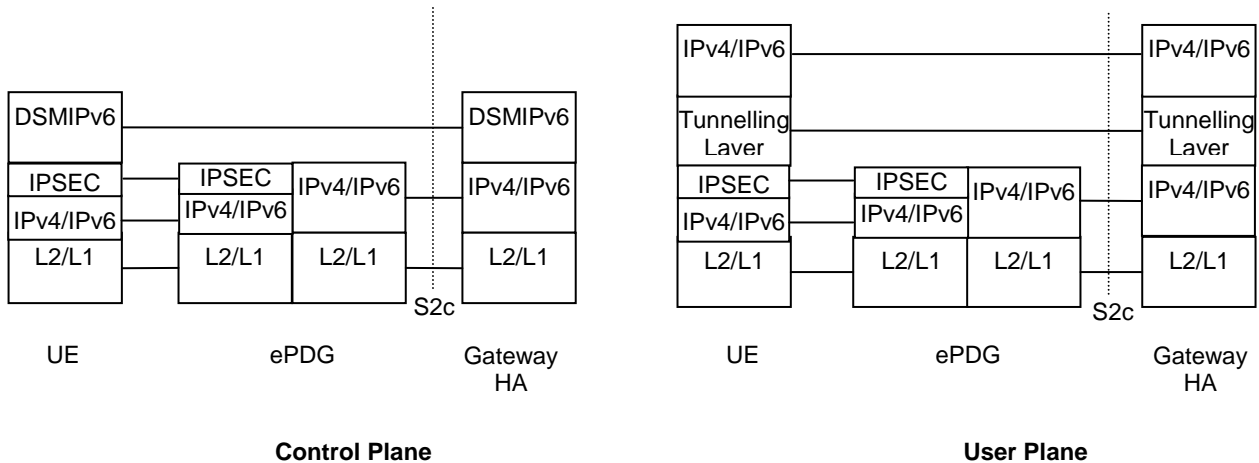 DSMIPv6
DSMIPv6
IPSEC
IPSEC
IPv4/IPv6
IPv4/IPv6
IPv4/IPv6
IPv4/IPv6
L2/L1
L2/L1
L2/L1
L2/L1
S2c
UE
ePDG
Gateway
HA
Control Plane
IPv4/IPv6
IPv4/IPv6
Tunnelling
Layer
Tunnelling
Layer
IPSEC
IPSEC
IPv4/IPv6
IPv4/IPv6
IPv4/IPv6
IPv4/IPv6
L2/L1
L2/L1
L2/L1
L2/L1
S2c
UE
ePDG
Gateway
HA
User Plane